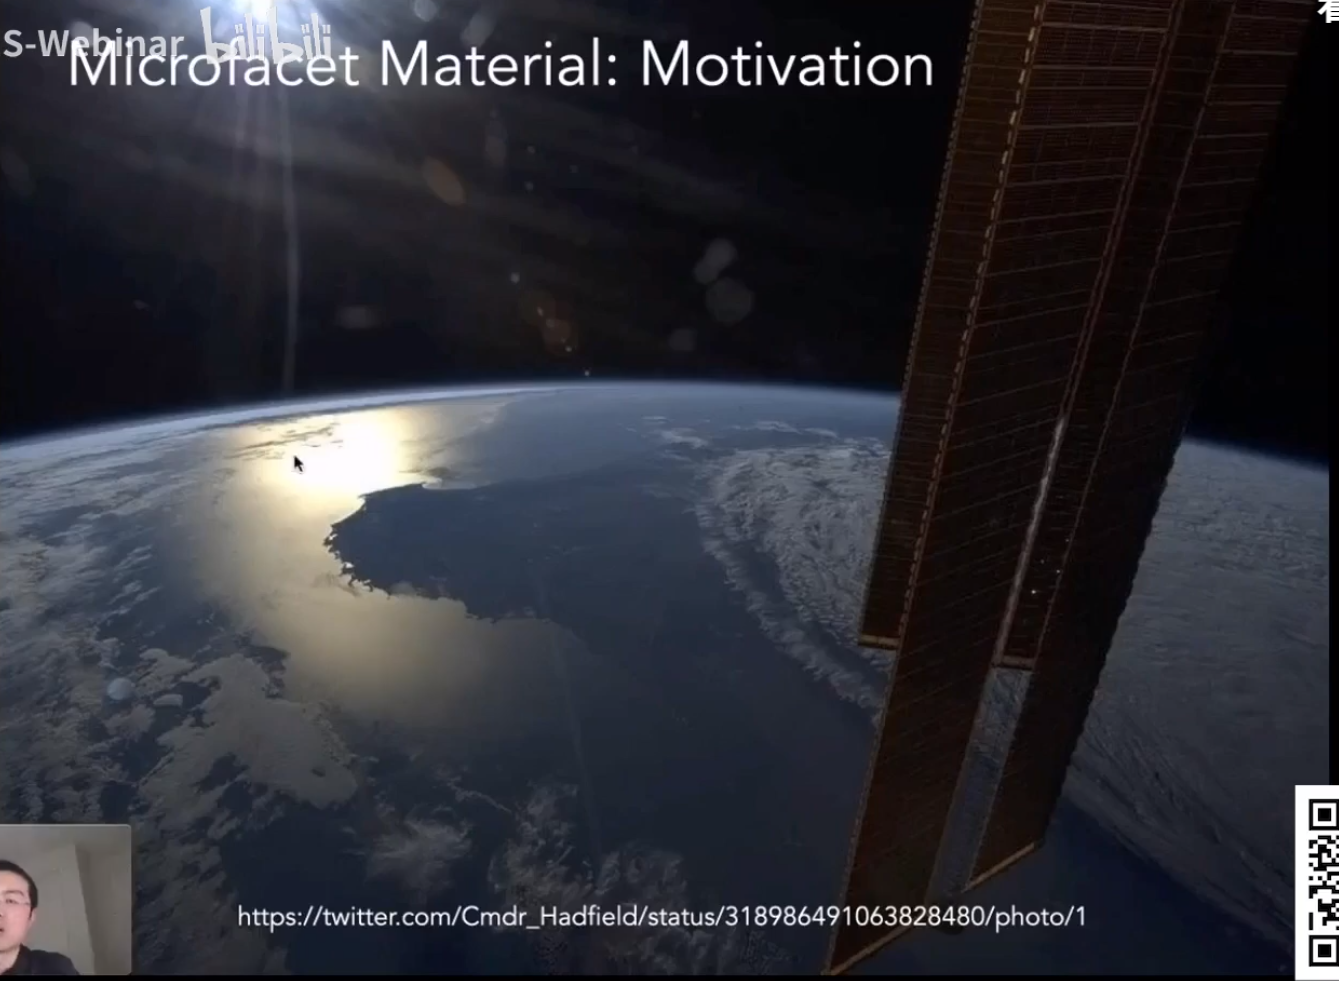 S-Webinar bilibili
Microfacet Material: Motivation
https://twitter.com/Cmdr_Hadfield/status/318986491063828480/photo/1